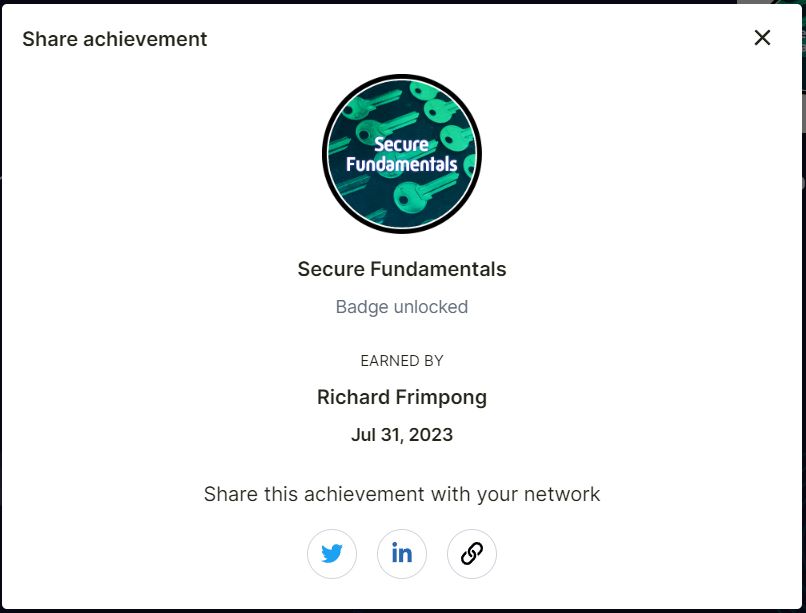 Share achievement
Secure
Fundamentals
Secure Fundamentals
Badge unlocked
EARNED BY
Richard Frimpong
Jul 31, 2023
Share this achievement with your network
in